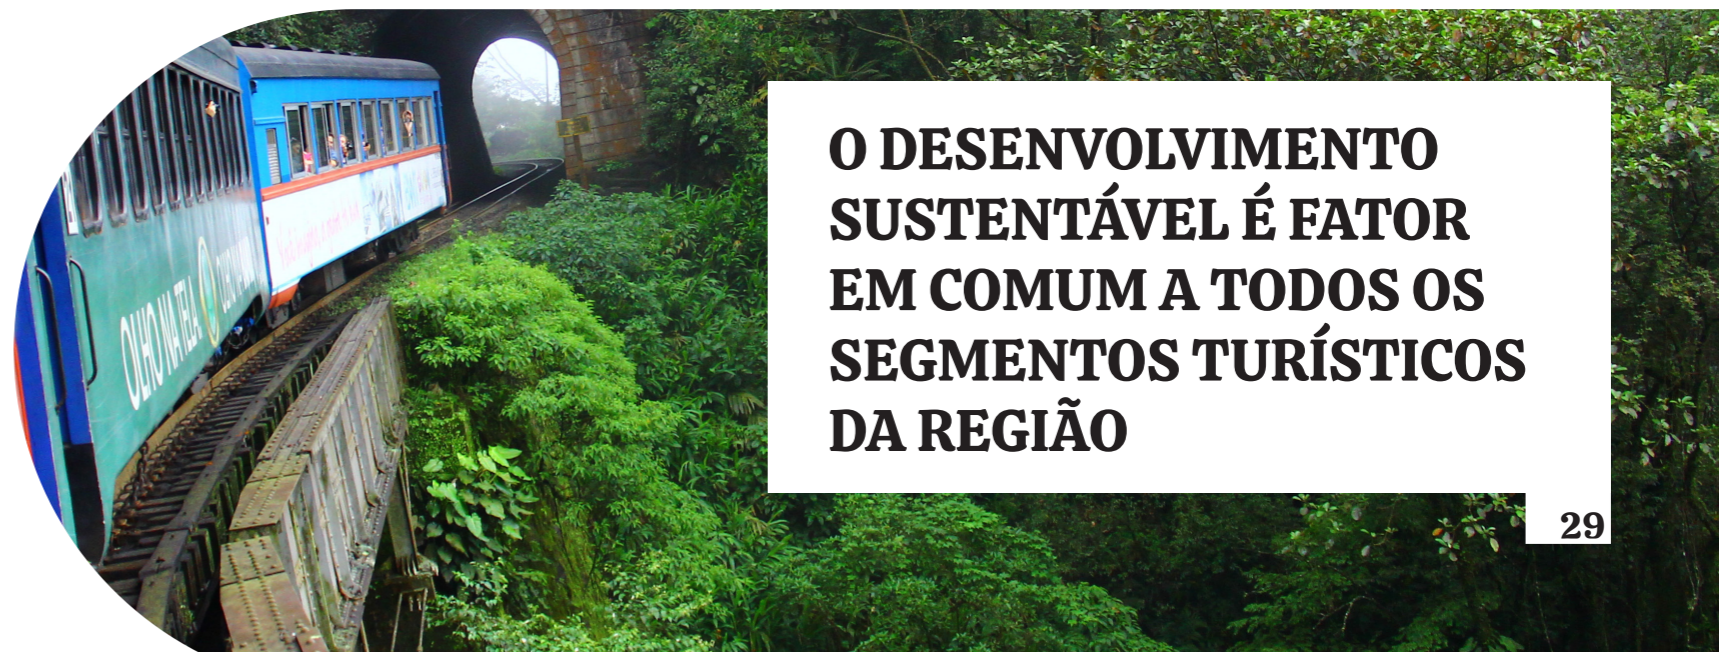 O DESENVOLVIMENTO
SUSTENTÁVEL É FATOR
EM COMUM A TODOS OS
SEGMENTOS TURÍSTICOS
DA REGIÃO
29
OLHO NA TELA